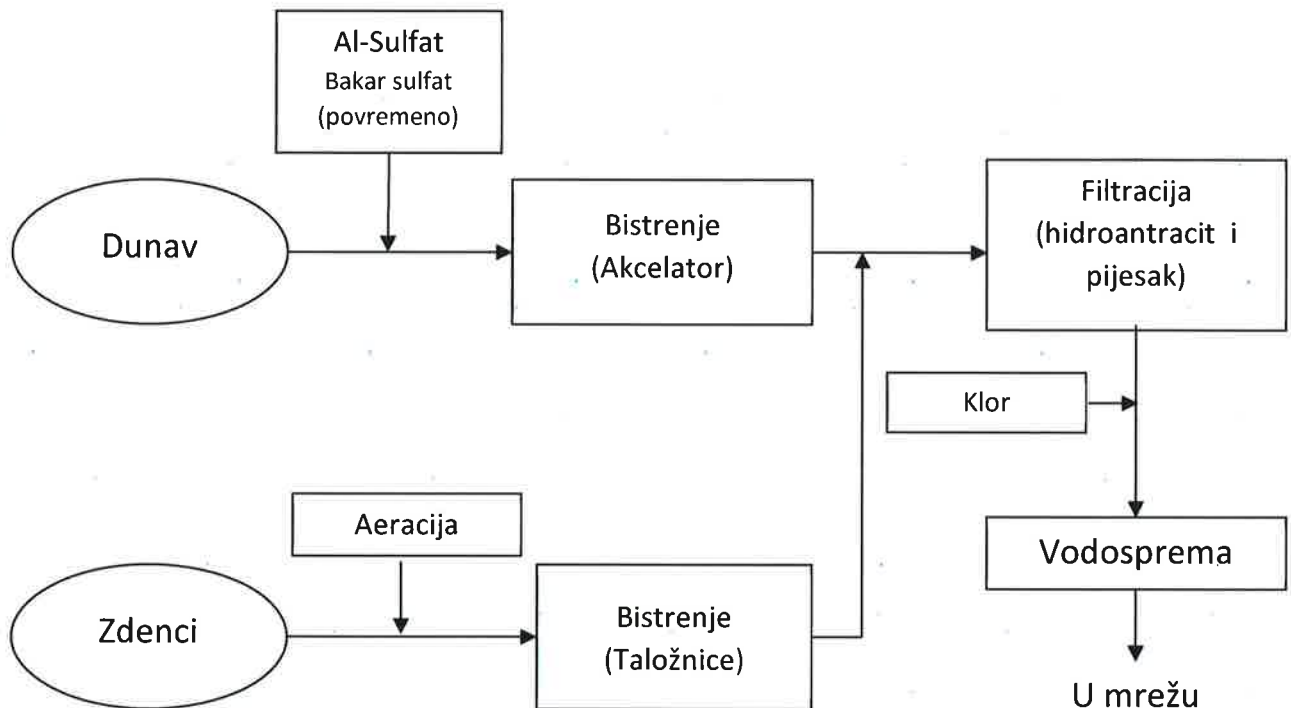 Al-Sulfat
Bakar sulfat
(povremeno)
Dunav
Bistrenje
(Akcelator)
Filtracija
(hidroantracit i
pijesak)
Klor
Aeracija
Vodosprema
Zdenci
Bistrenje
(Taložnice)
U mrežu